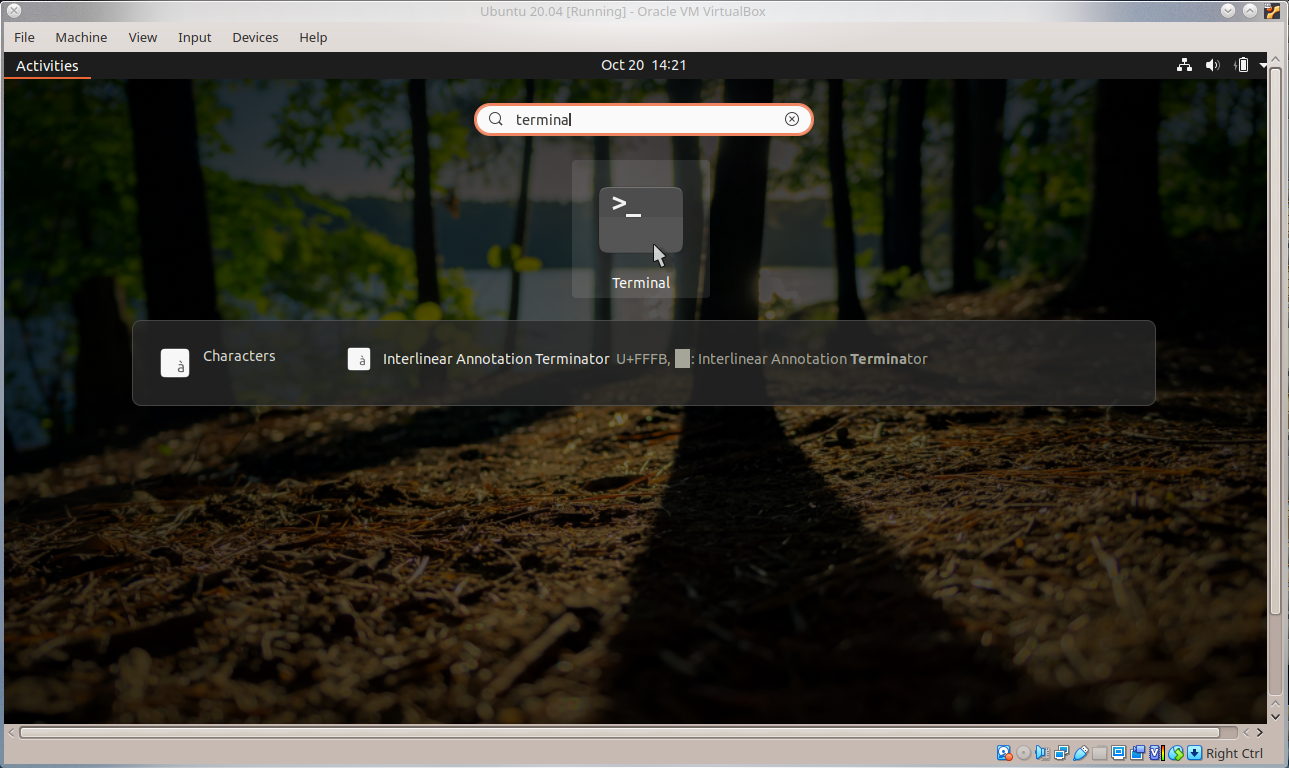 Ubuntu 20.04 [Running] - Oracle VM VirtualBox
File Machine View Input Devices Help
Activities Oct 20 14:21
terminal
>_
Terminal
à Characters à Interlinear Annotation Terminator U+FFFB, : Interlinear Annotation Terminator
Right Ctrl